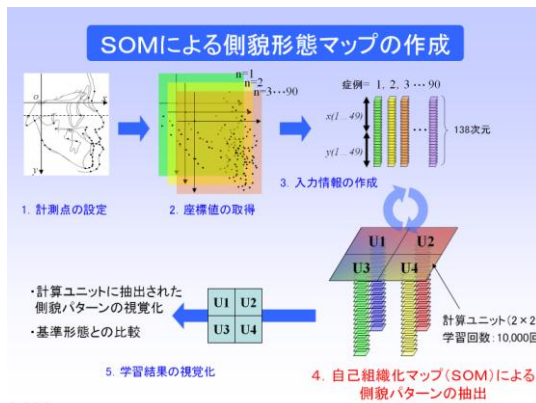 SOMによる側貌形態マップの作成
o
x
y
1. 計測点の設定
n=1
n=2
n=3…90
2. 座標値の取得
症例= 1, 2, 3 … 90
x(1…49)
y(1…49)
…
138次元
3. 入力情報の作成
U1
U2
U3
U4
計算ユニット(2×2
学習回数:10,000回
4. 自己組織化マップ(SOM)による
側貌パターンの抽出
・計算ユニットに抽出された
側貌パターンの視覚化
・基準形態との比較
U1 U2
U3 U4
5. 学習結果の視覚化